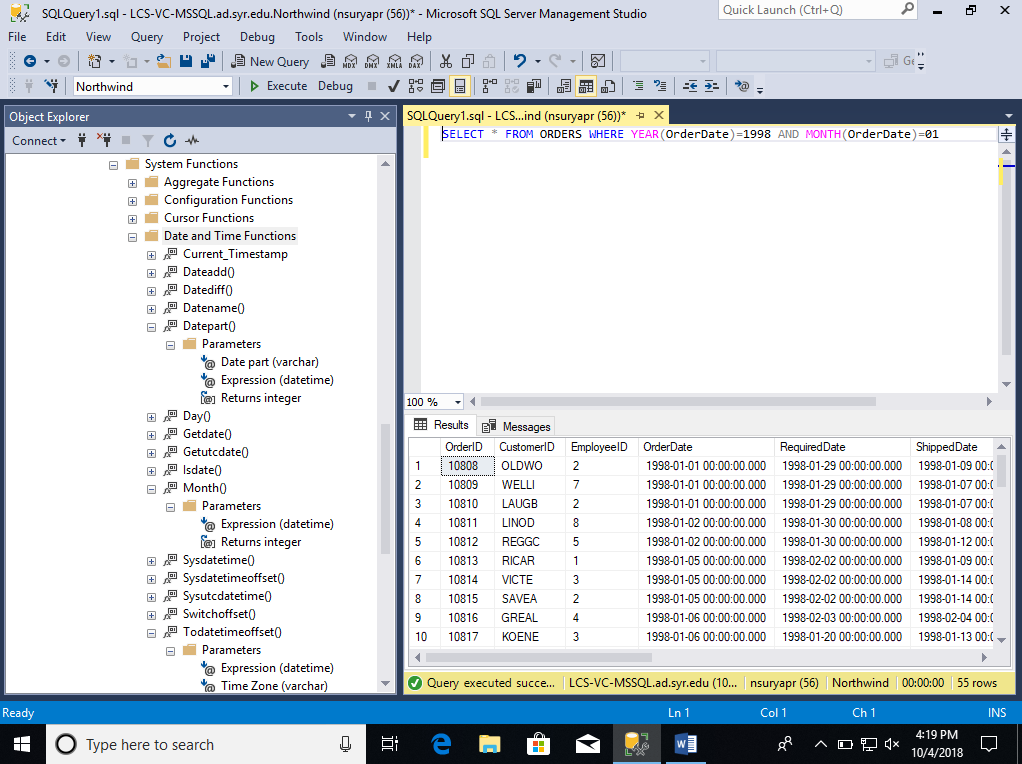 SQLQuery1.sql - LCS-VC-MSSQL.ad.syr.edu.Northwind (nsuryapr (56))* - Microsoft SQL Server Management Studio
Quick Launch (Ctrl+Q)
File Edit View Query Project Debug Tools Window Help
New Query
MDX DMX XMLA DAX
Northwind Execute Debug
Object Explorer
SQLQuery1.sql - LCS...ind (nsuryapr (56))*
Connect
SELECT * FROM ORDERS WHERE YEAR(OrderDate)=1998 AND MONTH(OrderDate)=01
System Functions
Aggregate Functions
Configuration Functions
Cursor Functions
Date and Time Functions
Current_Timestamp
Dateadd()
Datediff()
Datename()
Datepart()
Parameters
Date part (varchar)
Expression (datetime)
Returns integer
Day()
Getdate()
Getutcdate()
Isdate()
Month()
Parameters
Expression (datetime)
Returns integer
Sysdatetime()
Sysdatetimeoffset()
Sysutcdatetime()
Switchoffset()
Todatetimeoffset()
Parameters
Expression (datetime)
Time Zone (varchar)
100 %
Results Messages
OrderID CustomerID EmployeeID OrderDate RequiredDate ShippedDate
1 10808 OLDWO 2 1998-01-01 00:00:00.000 1998-01-29 00:00:00.000 1998-01-09 00:0
2 10809 WELLI 7 1998-01-01 00:00:00.000 1998-01-29 00:00:00.000 1998-01-07 00:0
3 10810 LAUGB 2 1998-01-01 00:00:00.000 1998-01-29 00:00:00.000 1998-01-07 00:0
4 10811 LINOD 8 1998-01-02 00:00:00.000 1998-01-30 00:00:00.000 1998-01-08 00:0
5 10812 REGGC 5 1998-01-02 00:00:00.000 1998-01-30 00:00:00.000 1998-01-12 00:0
6 10813 RICAR 1 1998-01-05 00:00:00.000 1998-02-02 00:00:00.000 1998-01-09 00:0
7 10814 VICTE 3 1998-01-05 00:00:00.000 1998-02-02 00:00:00.000 1998-01-14 00:0
8 10815 SAVEA 2 1998-01-05 00:00:00.000 1998-02-02 00:00:00.000 1998-01-14 00:0
9 10816 GREAL 4 1998-01-06 00:00:00.000 1998-02-03 00:00:00.000 1998-02-04 00:0
10 10817 KOENE 3 1998-01-06 00:00:00.000 1998-01-20 00:00:00.000 1998-01-13 00:0
Query executed succe... LCS-VC-MSSQL.ad.syr.edu (10... nsuryapr (56) Northwind 00:00:00 55 rows
Ready Ln 1 Col 1 Ch 1 INS
Type here to search
4:19 PM
10/4/2018